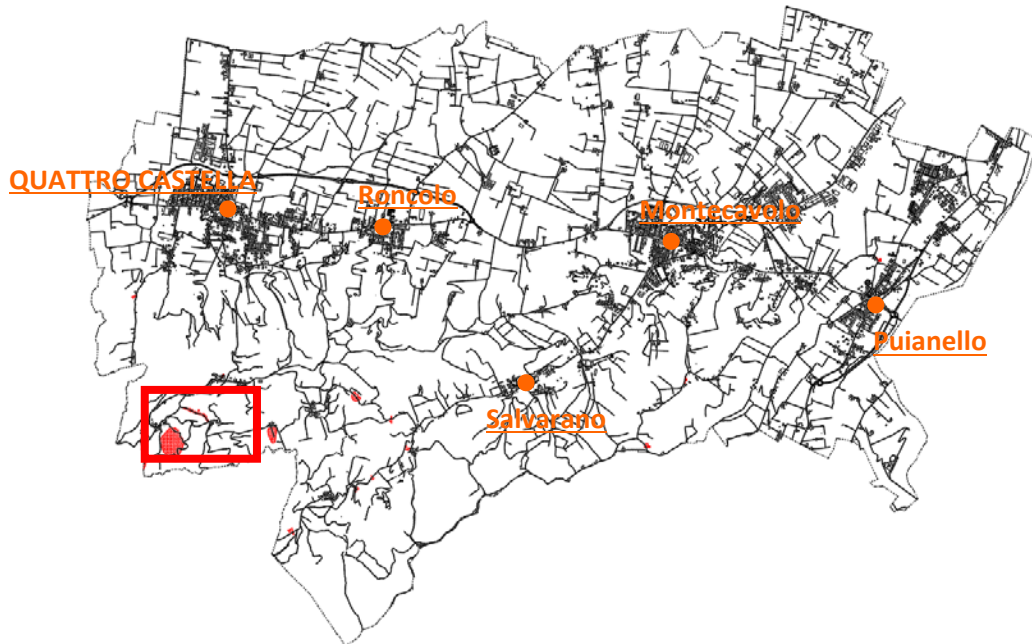 QUATTRO CASTELLA
Roncolo
Montecavolo
Puianello
Salvarano